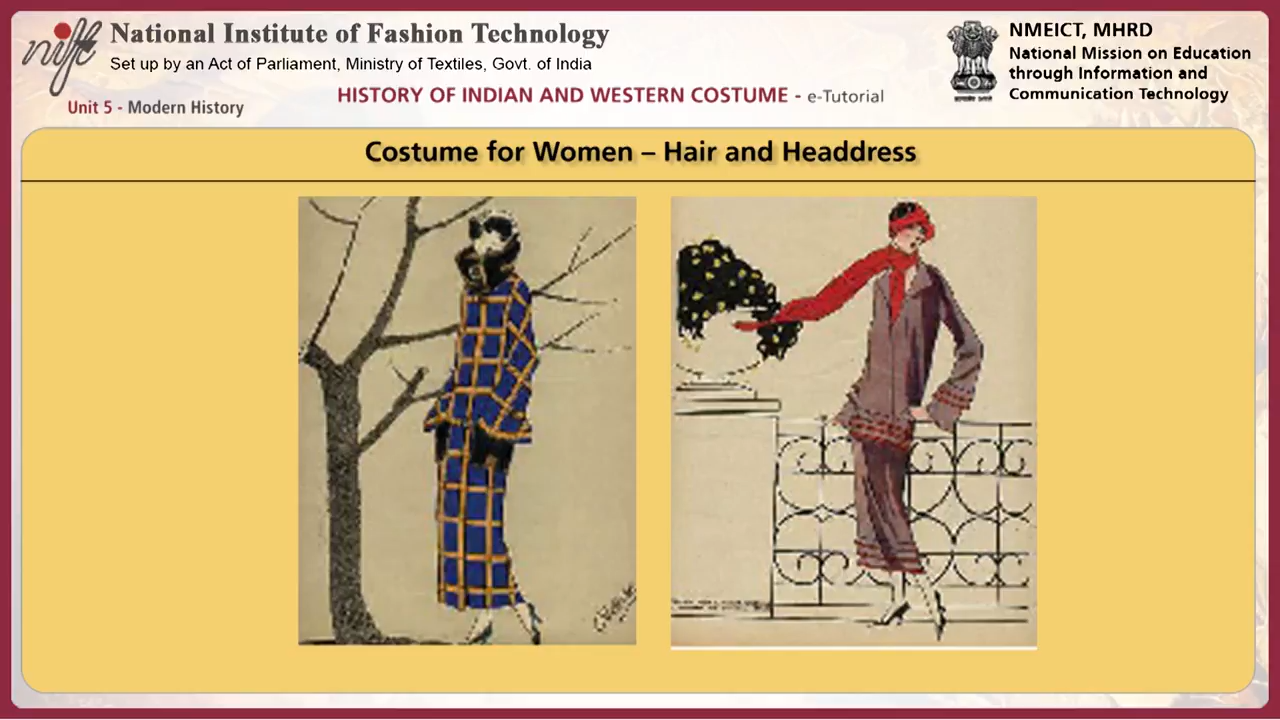 nift
National Institute of Fashion Technology
Set up by an Act of Parliament, Ministry of Textiles, Govt. of India
Unit 5 - Modern History
HISTORY OF INDIAN AND WESTERN COSTUME - e-Tutorial
NMEICT, MHRD
National Mission on Education
through Information and
Communication Technology
Costume for Women – Hair and Headdress